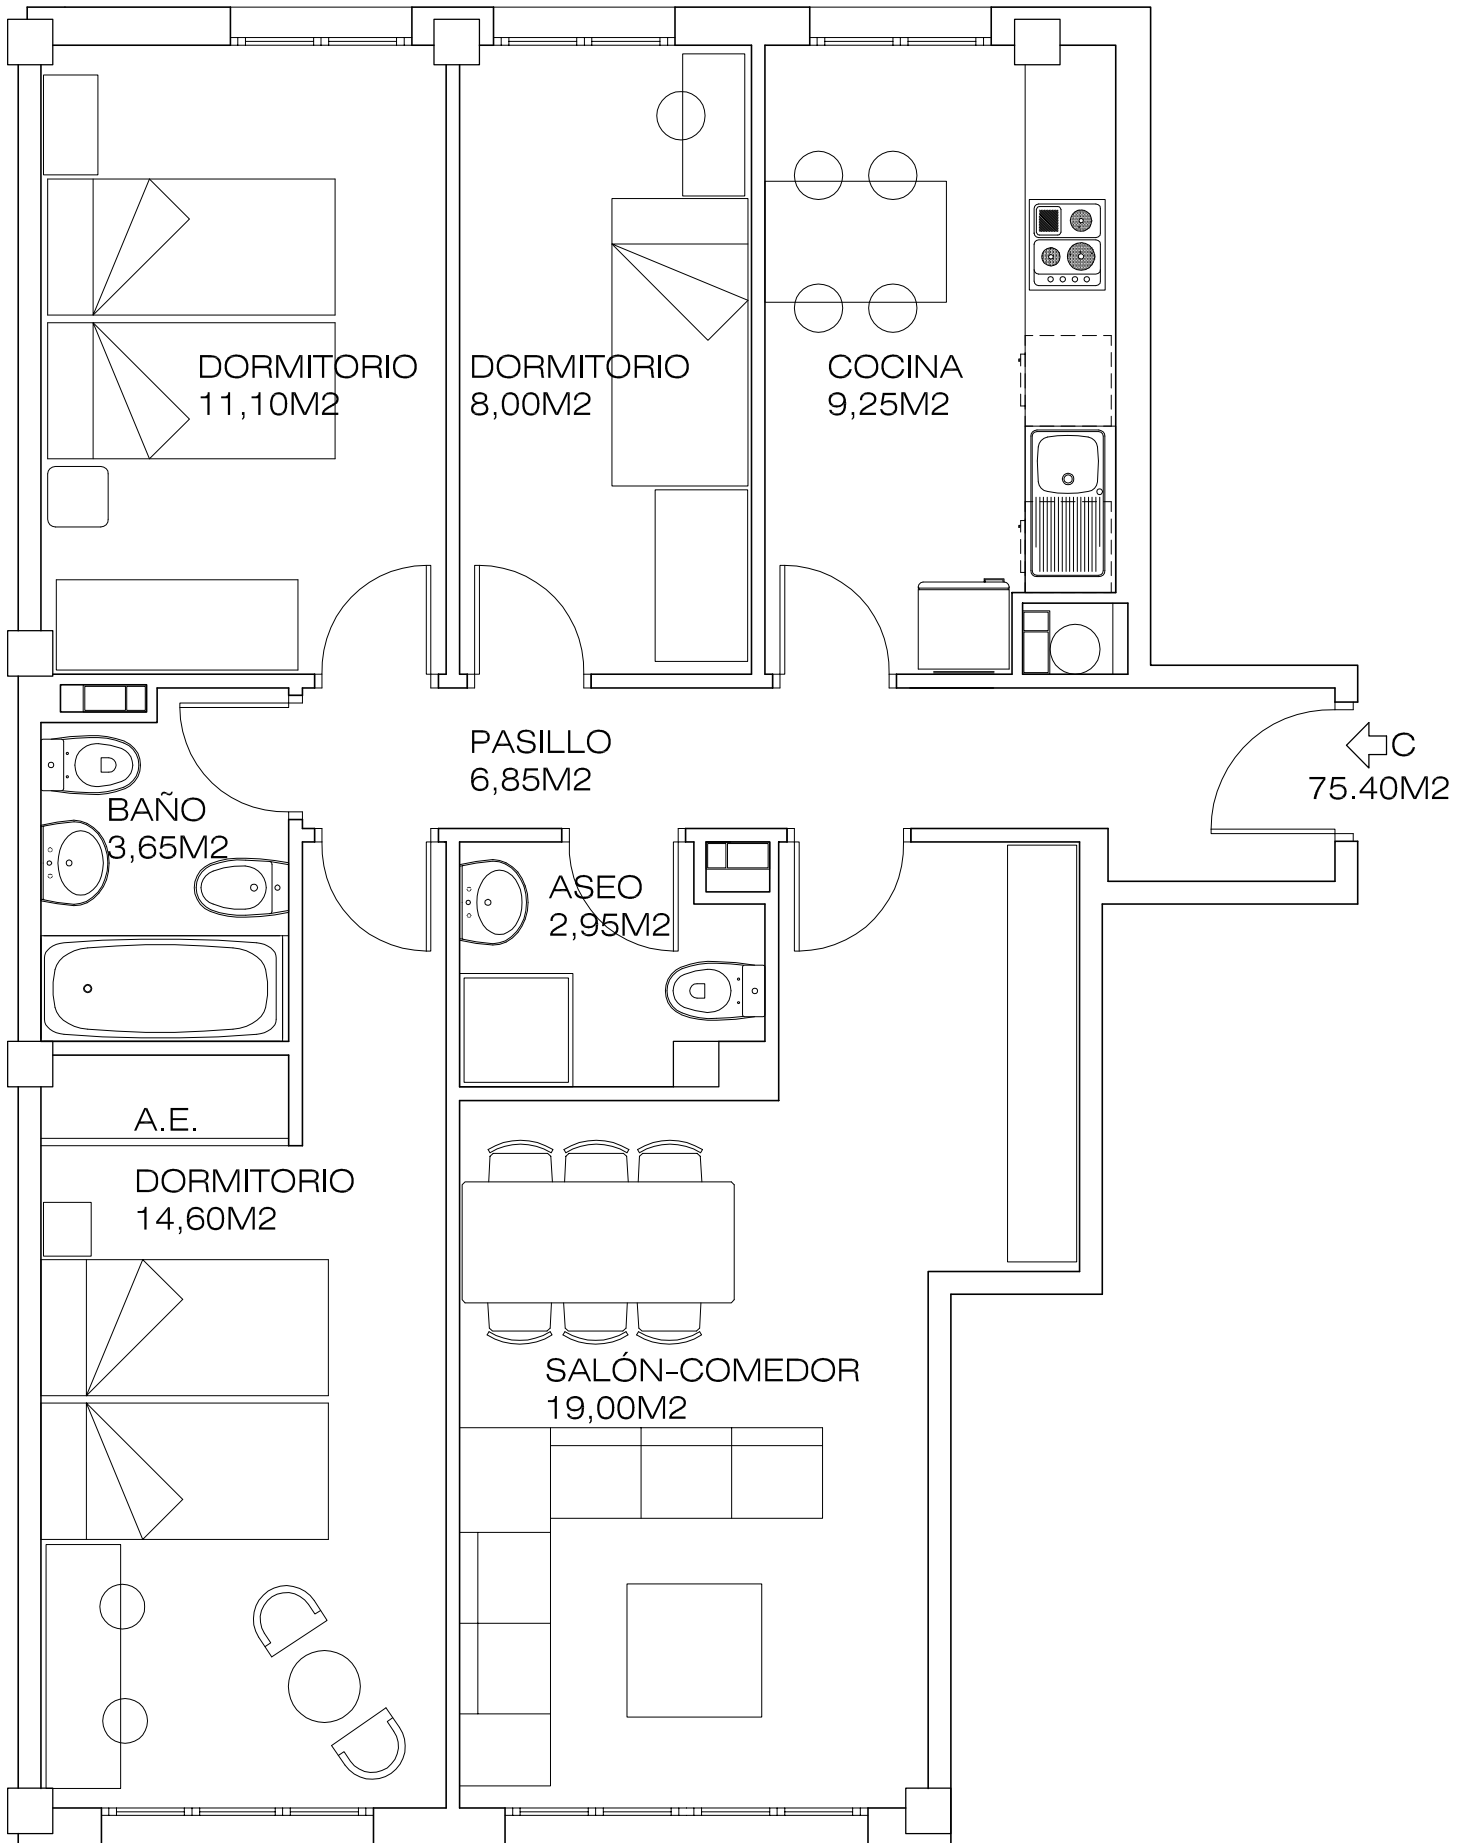 DORMITORIO
11,10M2
DORMITORIO
8,00M2
COCINA
9,25M2
PASILLO
6,85M2
C
75.40M2
BAÑO
3,65M2
ASEO
2,95M2
A.E.
DORMITORIO
14,60M2
SALÓN-COMEDOR
19,00M2